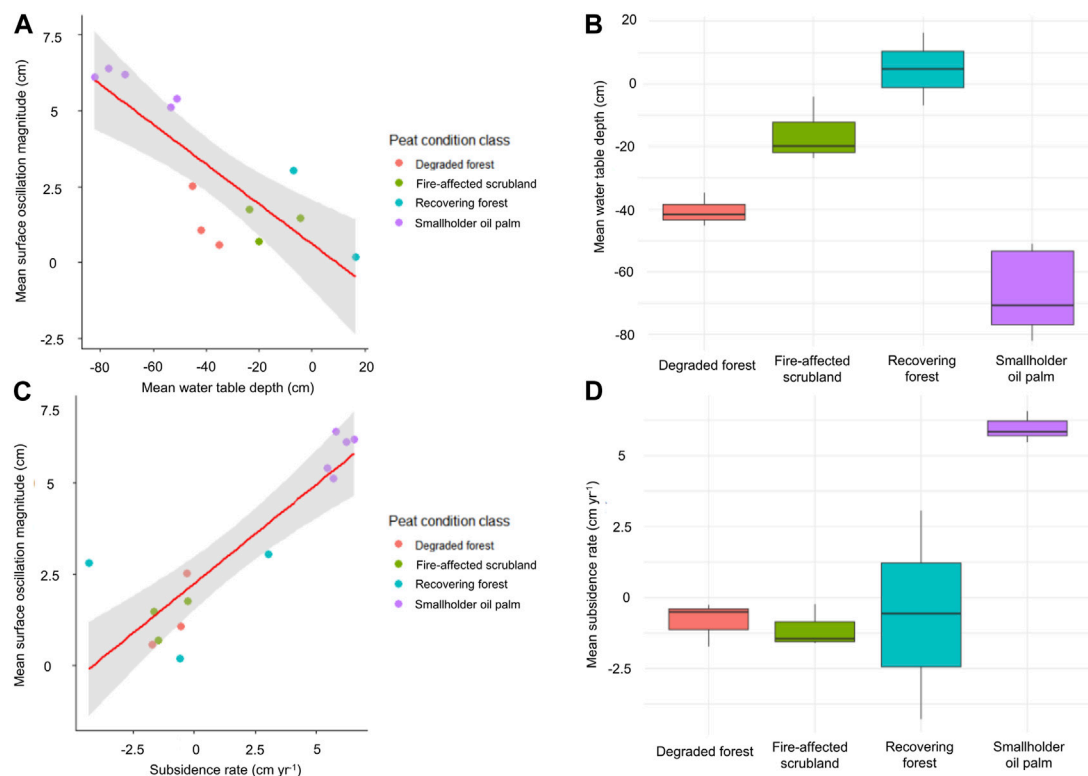 A
7.5
5
2.5
0
-2.5
Mean surface oscillation magnitude (cm)
-80
-60
-40
-20
0
20
Mean water table depth (cm)
Peat condition class
Degraded forest
Fire-affected scrubland
Recovering forest
Smallholder oil palm
B
20
0
-20
-40
-60
-80
Mean water table depth (cm)
Degraded forest
Fire-affected
scrubland
Recovering
forest
Smallholder
oil palm
C
7.5
5
2.5
0
Mean surface oscillation magnitude (cm)
-2.5
0
2.5
5
Subsidence rate (cm yr⁻¹)
Peat condition class
Degraded forest
Fire-affected scrubland
Recovering forest
Smallholder oil palm
D
5
2.5
0
-2.5
Mean subsidence rate (cm yr⁻¹)
Degraded forest
Fire-affected
scrubland
Recovering
forest
Smallholder
oil palm